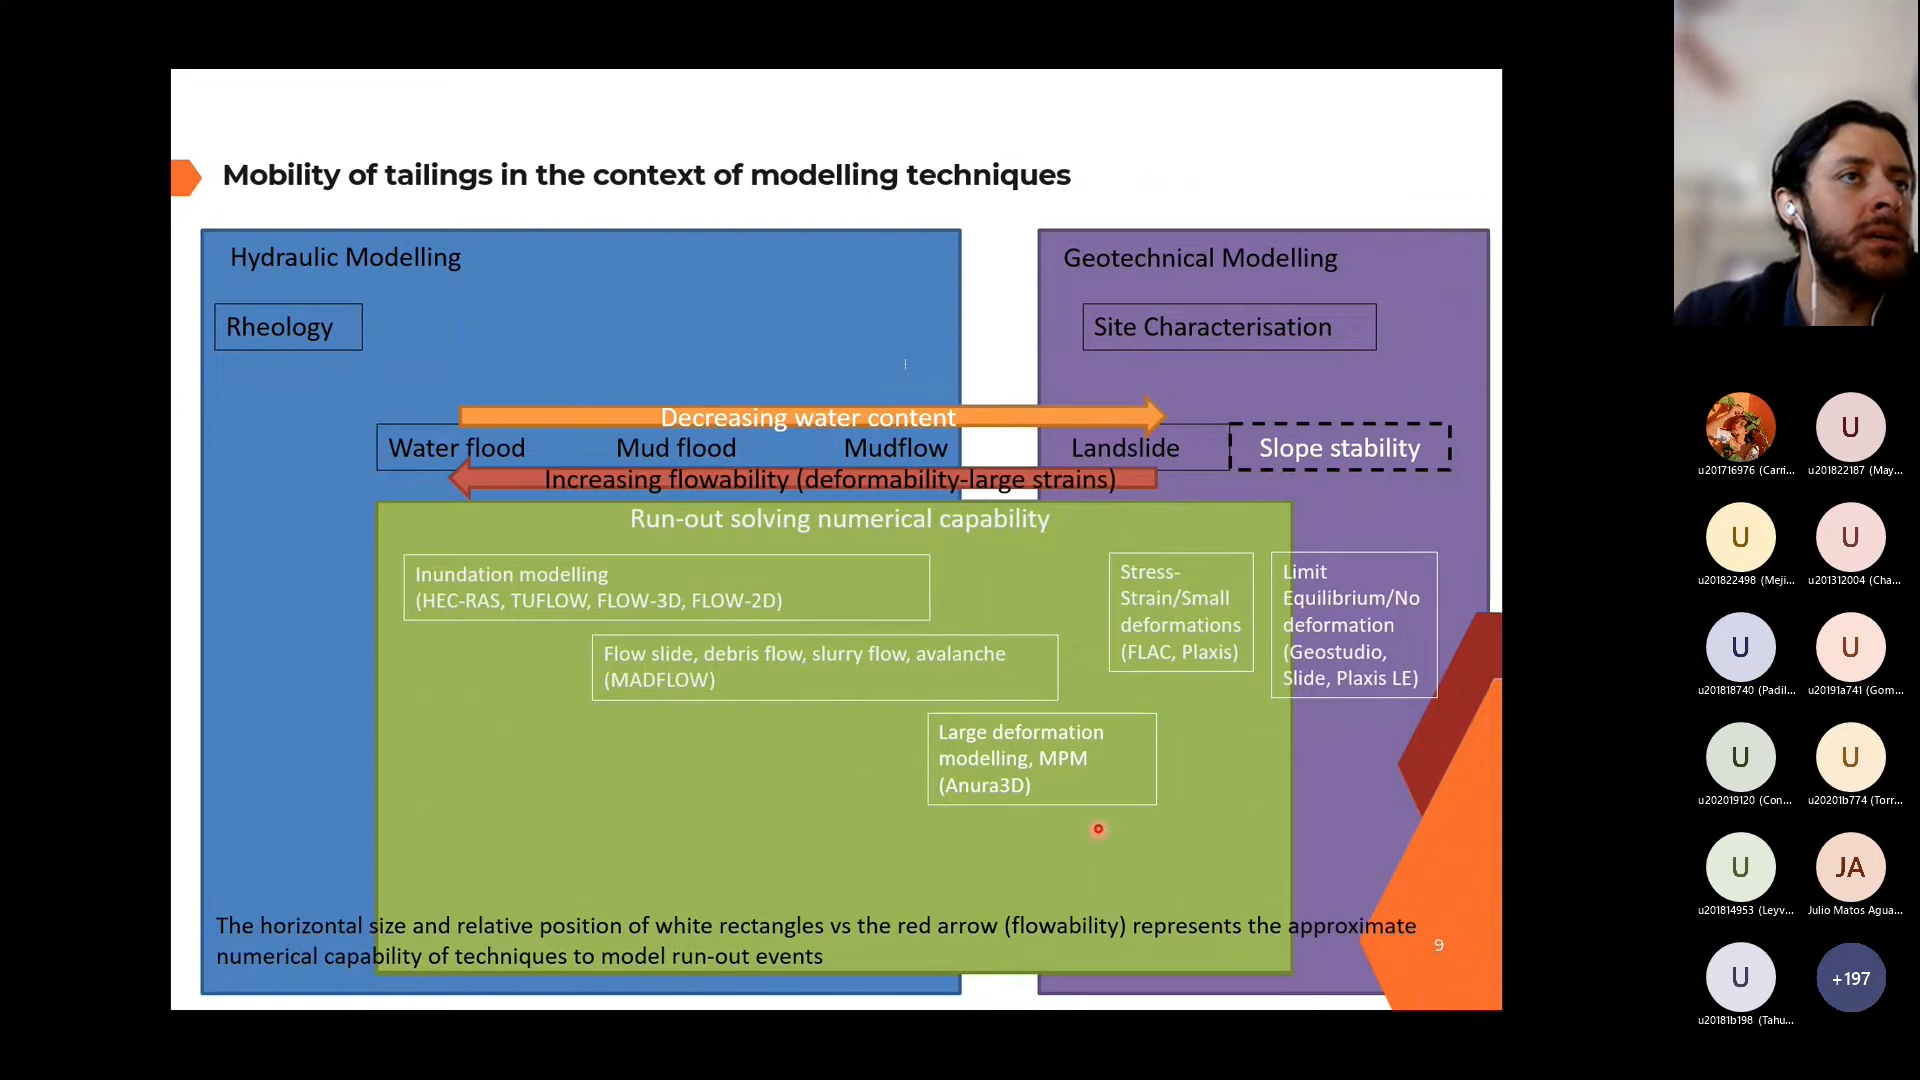 Mobility of tailings in the context of modelling techniques
Hydraulic Modelling
Geotechnical Modelling
Rheology
Site Characterisation
Decreasing water content
Water flood
Mud flood
Mudflow
Landslide
Slope stability
Increasing flowability (deformability-large strains)
Run-out solving numerical capability
Inundation modelling
(HEC-RAS, TUFLOW, FLOW-3D, FLOW-2D)
Flow slide, debris flow, slurry flow, avalanche
(MADFLOW)
Large deformation
modelling, MPM
(Anura3D)
Stress-
Strain/Small
deformations
(FLAC, Plaxis)
Limit
Equilibrium/No
deformation
(Geostudio,
Slide, Plaxis LE)
The horizontal size and relative position of white rectangles vs the red arrow (flowability) represents the approximate
numerical capability of techniques to model run-out events
9
u201716976 (Carri...
U
u201822187 (May...
U
u201822498 (Meji...
U
u201312004 (Cha...
U
u201818740 (Padil...
U
u20191a741 (Gom...
U
u202019120 (Con...
U
u20201b774 (Torr...
U
u201814953 (Leyv...
JA
Julio Matos Agua...
U
u20181b198 (Tahu...
+197